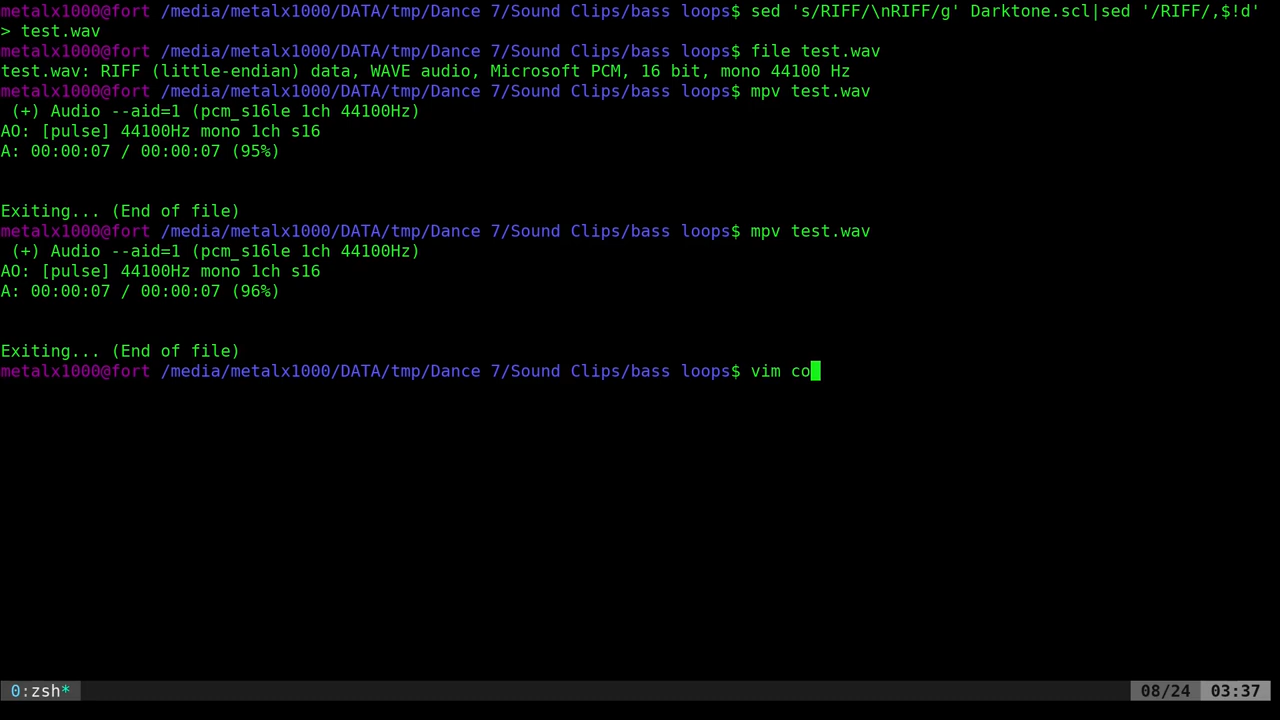 metalx1000@fort /media/metalx1000/DATA/tmp/Dance 7/Sound Clips/bass loops$ sed 's/RIFF/\nRIFF/g' Darktone.scl|sed '/RIFF/,$!d'
> test.wav
metalx1000@fort /media/metalx1000/DATA/tmp/Dance 7/Sound Clips/bass loops$ file test.wav
test.wav: RIFF (little-endian) data, WAVE audio, Microsoft PCM, 16 bit, mono 44100 Hz
metalx1000@fort /media/metalx1000/DATA/tmp/Dance 7/Sound Clips/bass loops$ mpv test.wav
 (+) Audio --aid=1 (pcm_s16le 1ch 44100Hz)
AO: [pulse] 44100Hz mono 1ch s16
A: 00:00:07 / 00:00:07 (95%)
Exiting... (End of file)
metalx1000@fort /media/metalx1000/DATA/tmp/Dance 7/Sound Clips/bass loops$ mpv test.wav
 (+) Audio --aid=1 (pcm_s16le 1ch 44100Hz)
AO: [pulse] 44100Hz mono 1ch s16
A: 00:00:07 / 00:00:07 (96%)
Exiting... (End of file)
metalx1000@fort /media/metalx1000/DATA/tmp/Dance 7/Sound Clips/bass loops$ vim co
0:zsh* 08/24 03:37